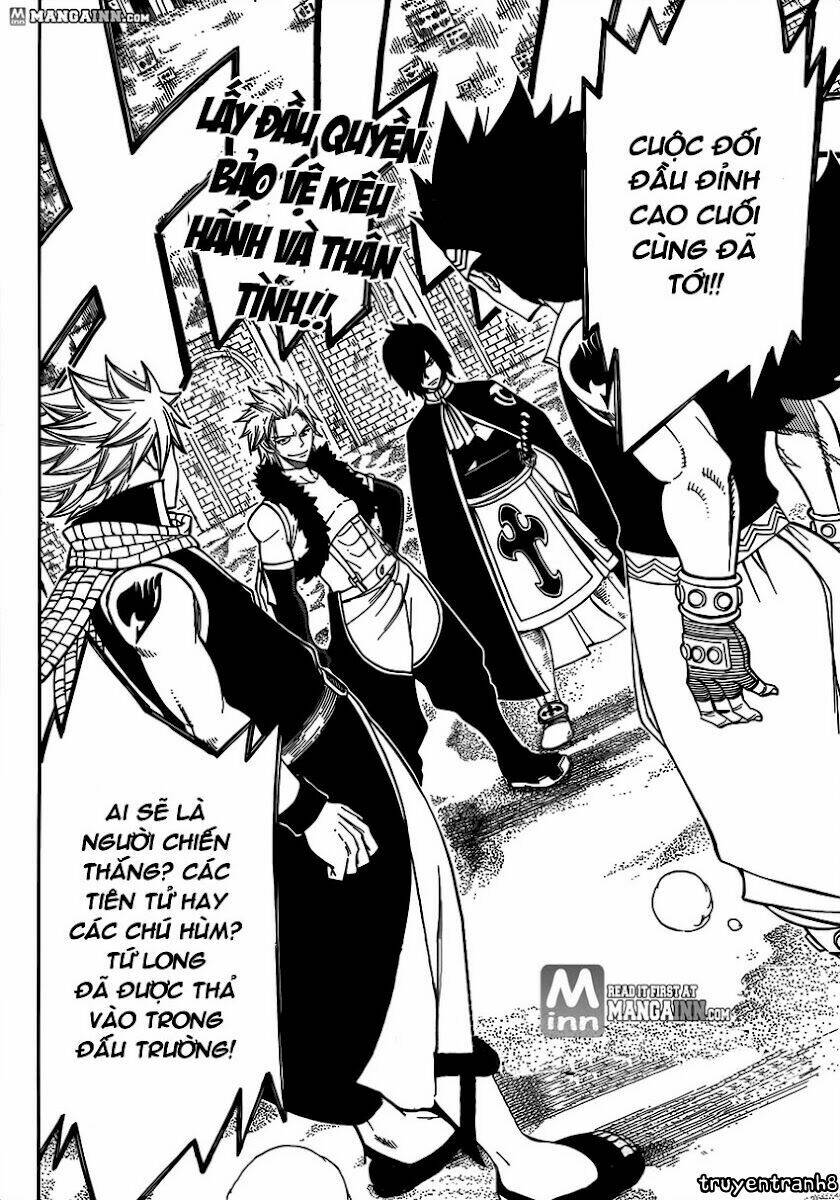 MANGAINN.COM
CUỘC ĐỐI
ĐẦU ĐỈNH
CAO CUỐI
CÙNG ĐÃ
TỚI!!
LẤY ĐẦU QUYỀN
BẢO VỆ KIÊU
HÃNH VÀ THẦN
TÌNH!!
AI SẼ LÀ
NGƯỜI CHIẾN
THẮNG? CÁC
TIÊN TỬ HAY
CÁC CHÚ HÙM?
TỨ LONG
ĐÃ ĐƯỢC THẢ
VÀO TRONG
ĐẤU TRƯỜNG!
M
inn
READ IT FIRST AT
MANGAINN.COM
truyentranh8